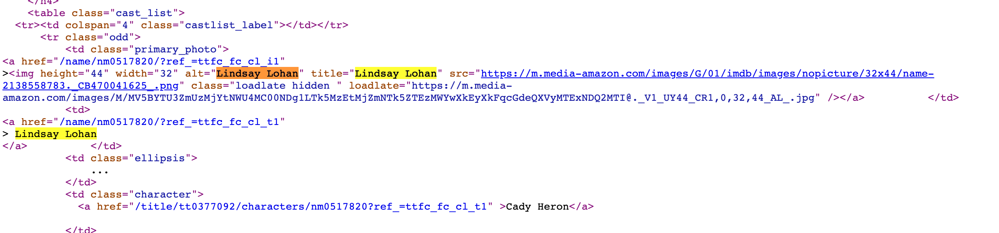 </h4>
<table class="cast_list">
<tr><td colspan="4" class="castlist_label"></td></tr>
<tr class="odd">
<td class="primary_photo">
<a href="/name/nm0517820/?ref_=ttfc_fc_cl_i1"
><img height="44" width="32" alt="Lindsay Lohan" title="Lindsay Lohan" src="https://m.media-amazon.com/images/G/01/imdb/images/nopicture/32x44/name-
2138558783._CB470041625_.png" class="loadlate hidden " loadlate="https://m.media-
amazon.com/images/M/MV5BYTU3ZmUzMjYtNWU4MC00NDg1LTk5MzEtMjZmNTk5ZTEzMWYwXkEyXkFqcGdeQXVyMTExNDQ2MTI@._V1_UY44_CR1,0,32,44_AL_.jpg" /></a> </td>
<td>
<a href="/name/nm0517820/?ref_=ttfc_fc_cl_t1"
> Lindsay Lohan
</a> </td>
<td class="ellipsis">
...
</td>
<td class="character">
<a href="/title/tt0377092/characters/nm0517820?ref_=ttfc_fc_cl_t1" >Cady Heron</a>
</td>